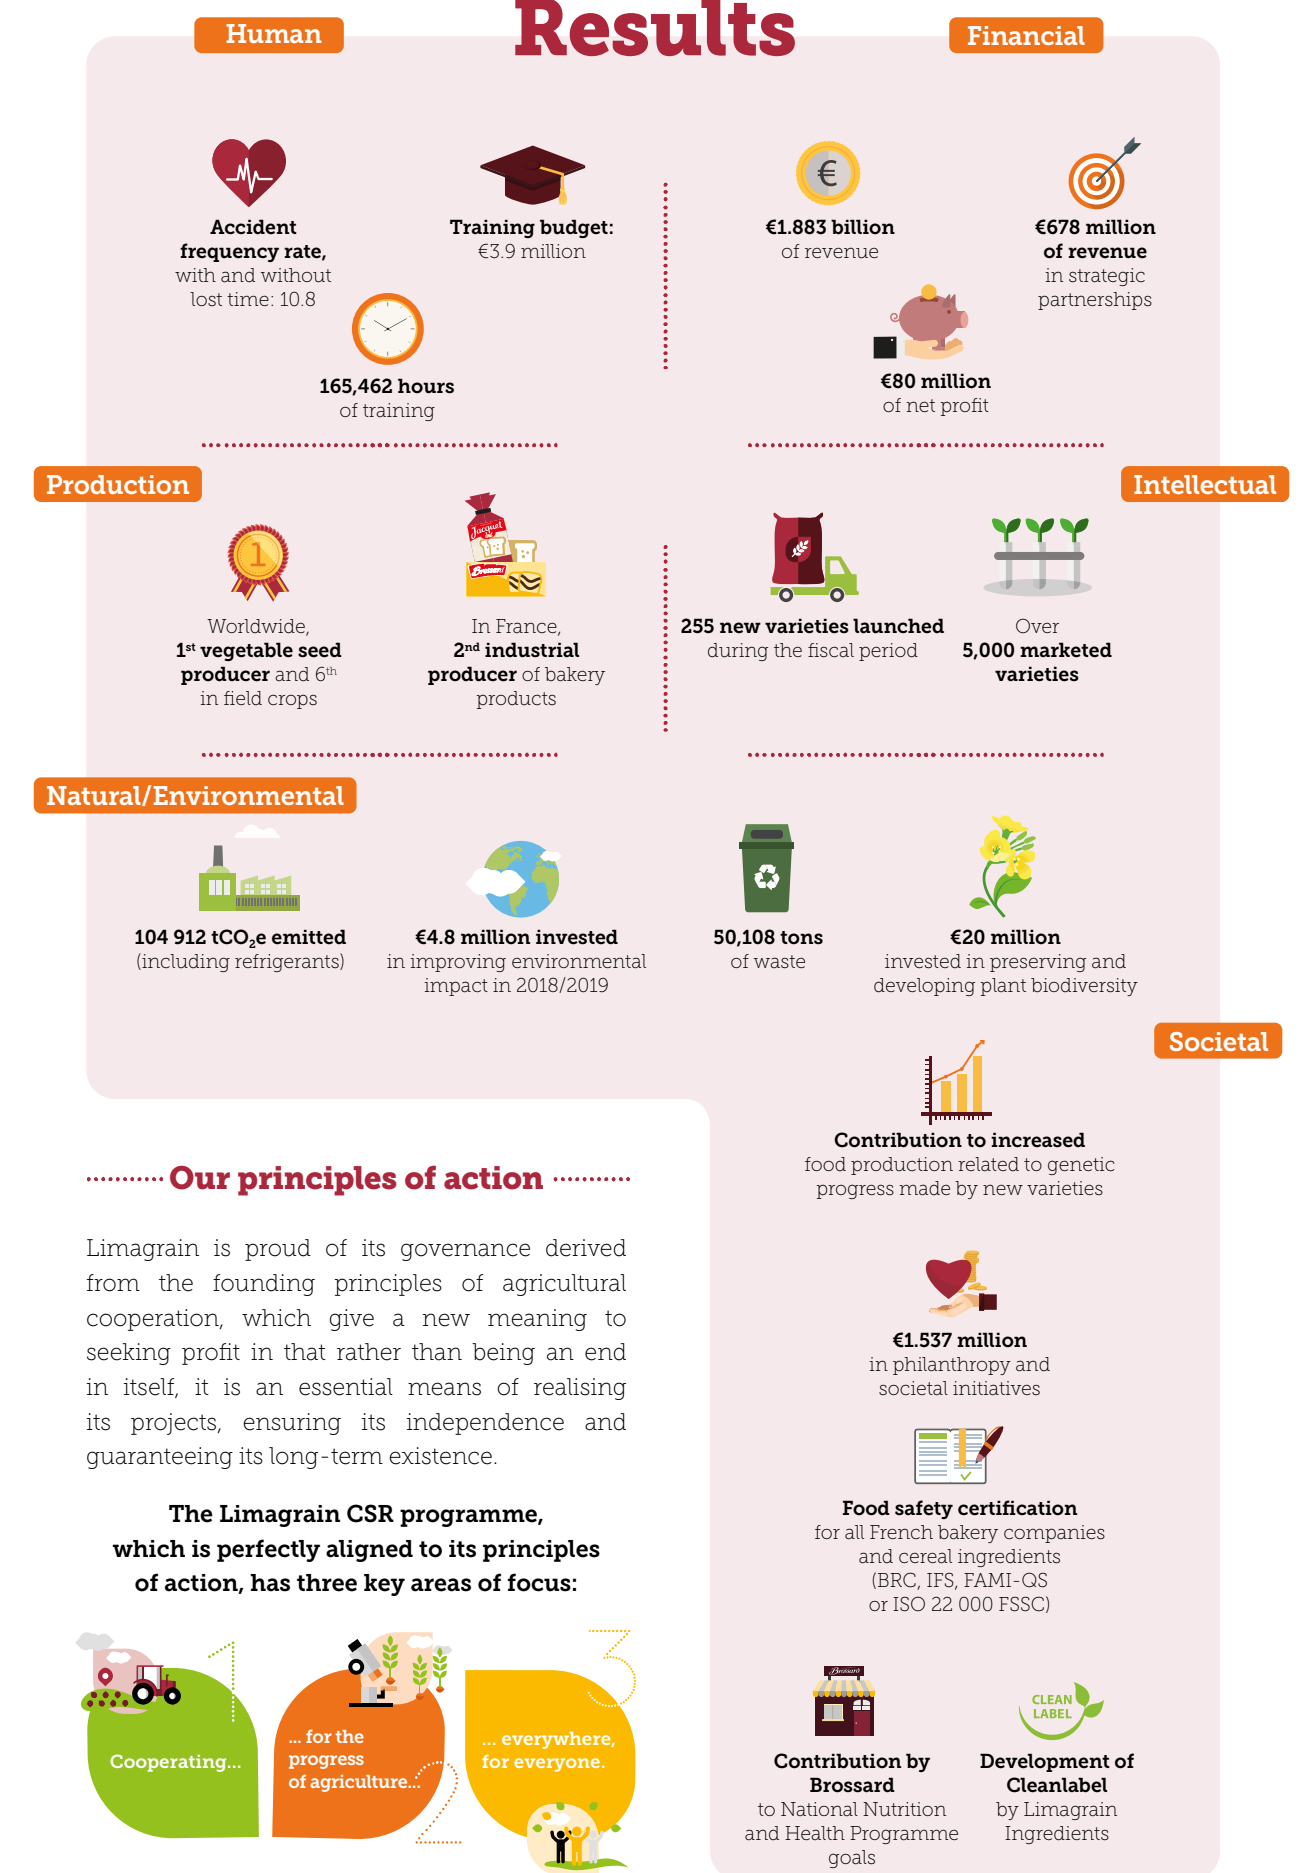 Results
Human
Financial
Accident
frequency rate,
with and without
lost time: 10.8
Training budget:
€3.9 million
165,462 hours
of training
€
€1.883 billion
of revenue
€678 million
of revenue
in strategic
partnerships
€80 million
of net profit
Production
1
Worldwide,
1st vegetable seed
producer and 6th
in field crops
Jacquet
Brossard
In France,
2nd industrial
producer of bakery
products
Intellectual
255 new varieties launched
during the fiscal period
Over
5,000 marketed
varieties
Natural/Environmental
104 912 tCO₂e emitted
(including refrigerants)
€4.8 million invested
in improving environmental
impact in 2018/2019
50,108 tons
of waste
€20 million
invested in preserving and
developing plant biodiversity
Societal
Contribution to increased
food production related to genetic
progress made by new varieties
€1.537 million
in philanthropy and
societal initiatives
Food safety certification
for all French bakery companies
and cereal ingredients
(BRC, IFS, FAMI-QS
or ISO 22 000 FSSC)
Brossard
Contribution by
Brossard
to National Nutrition
and Health Programme
goals
CLEAN
LABEL
Development of
Cleanlabel
by Limagrain
Ingredients
Our principles of action
Limagrain is proud of its governance derived
from the founding principles of agricultural
cooperation, which give a new meaning to
seeking profit in that rather than being an end
in itself, it is an essential means of realising
its projects, ensuring its independence and
guaranteeing its long-term existence.
The Limagrain CSR programme,
which is perfectly aligned to its principles
of action, has three key areas of focus:
1
Cooperating...
2
... for the
progress
of agriculture...
3
... everywhere,
for everyone.